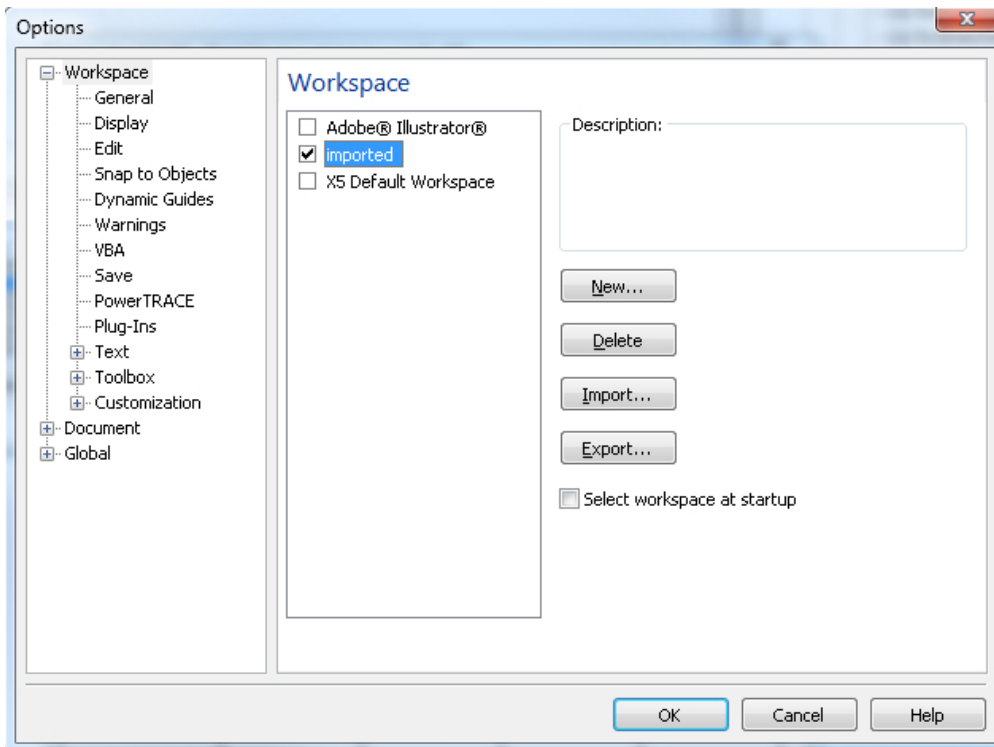 Options
Workspace
General
Display
Edit
Snap to Objects
Dynamic Guides
Warnings
VBA
Save
PowerTRACE
Plug-Ins
Text
Toolbox
Customization
Document
Global
Workspace
Adobe® Illustrator®
imported
X5 Default Workspace
Description:
New...
Delete
Import...
Export...
Select workspace at startup
OK Cancel Help